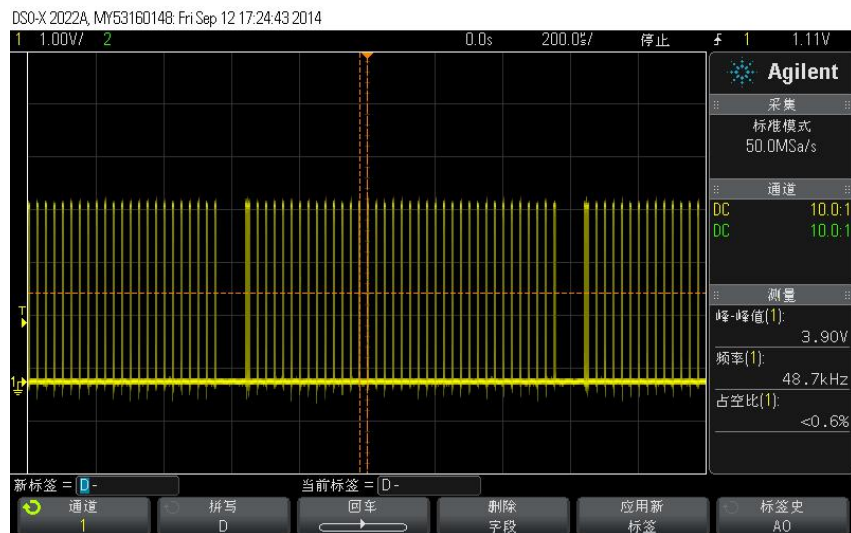 DSO-X 2022A, MY53160148: Fri Sep 12 17:24:43 2014
1 1.00V/ 2 0.0s 200.0㎲/ 停止 1 1.11V
Agilent
采集
标准模式
50.0MSa/s
通道
DC 10.0:1
DC 10.0:1
测量
峰-峰值(1):
3.90V
频率(1):
48.7kHz
占空比(1):
<0.6%
T
1
新标签 = D- 当前标签 = D-
通道 拼写 回车 删除 应用新 标签史
1 D 字段 标签 A0